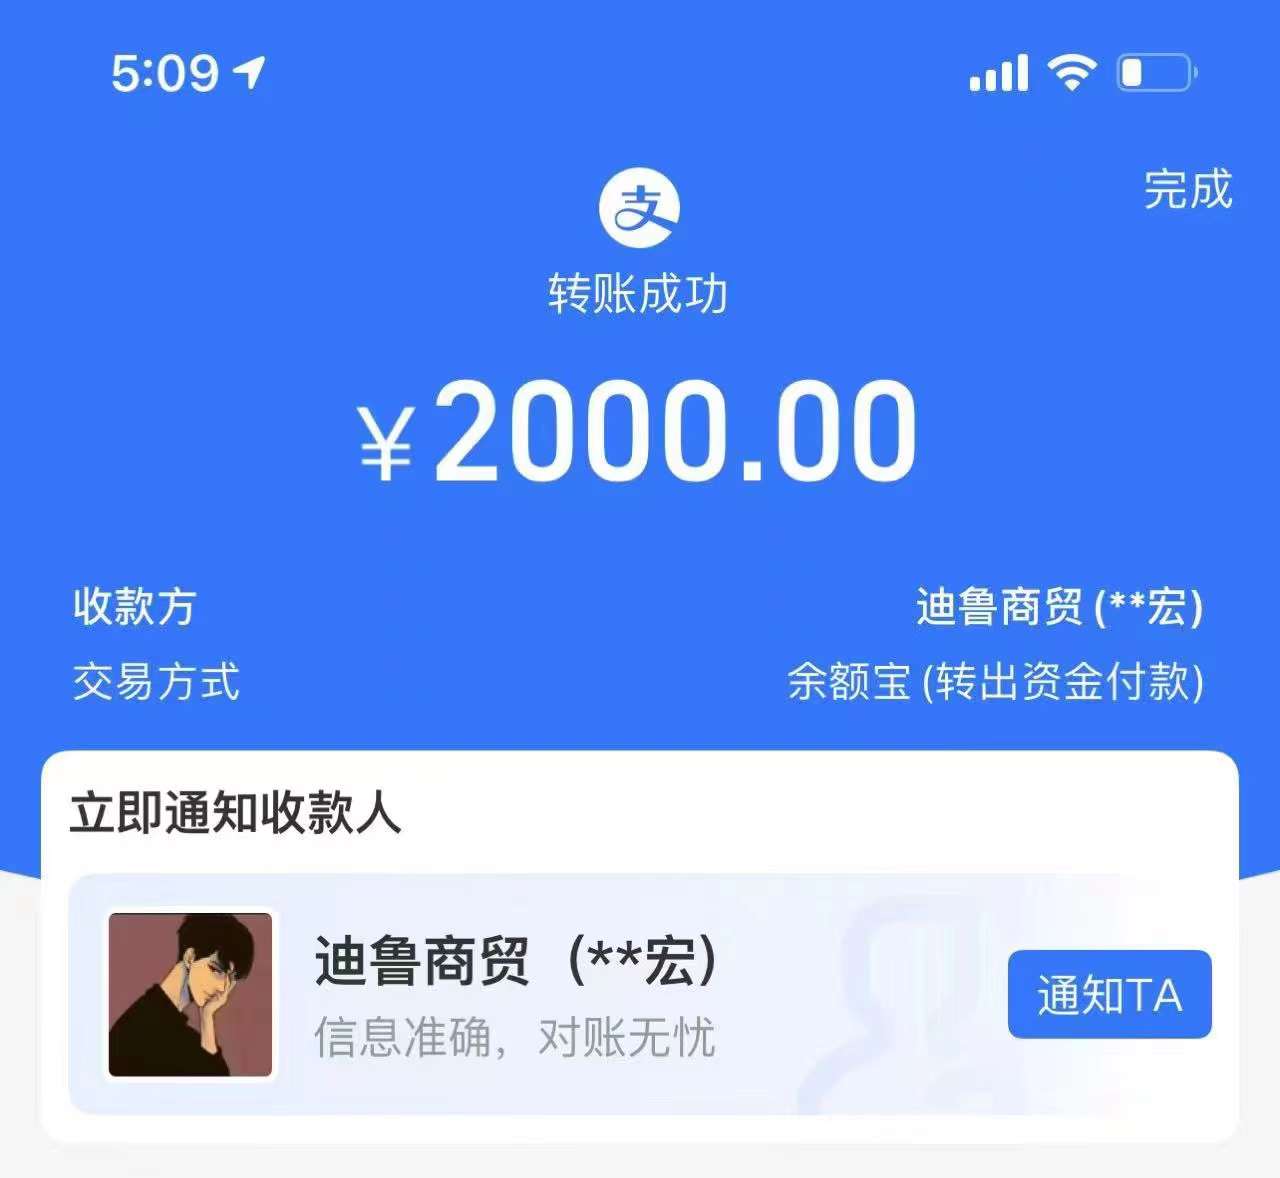 5:09
完成
支
转账成功
¥2000.00
收款方 迪鲁商贸(**宏)
交易方式 余额宝(转出资金付款)
立即通知收款人
迪鲁商贸（**宏）
信息准确，对账无忧
通知TA